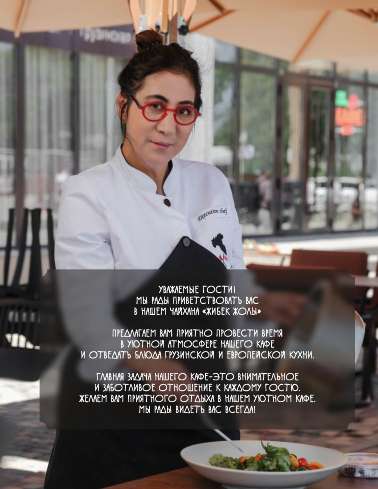 УВАЖАЕМЫЕ ГОСТИ!
МЫ РАДЫ ПРИВЕТСТВОВАТЬ ВАС
В НАШЕМ ЧАЙХАНА «ЖИБЕК ЖОЛЫ»
ПРЕДЛАГАЕМ ВАМ ПРИЯТНО ПРОВЕСТИ ВРЕМЯ
В УЮТНОЙ АТМОСФЕРЕ НАШЕГО КАФЕ
И ОТВЕДАТЬ БЛЮДА ГРУЗИНСКОЙ И ЕВРОПЕЙСКОЙ КУХНИ.
ГЛАВНАЯ ЗАДАЧА НАШЕГО КАФЕ-ЭТО ВНИМАТЕЛЬНОЕ
И ЗАБОТЛИВОЕ ОТНОШЕНИЕ К КАЖДОМУ ГОСТЮ.
ЖЕЛАЕМ ВАМ ПРИЯТНОГО ОТДЫХА В НАШЕМ УЮТНОМ КАФЕ.
МЫ РАДЫ ВИДЕТЬ ВАС ВСЕГДА!